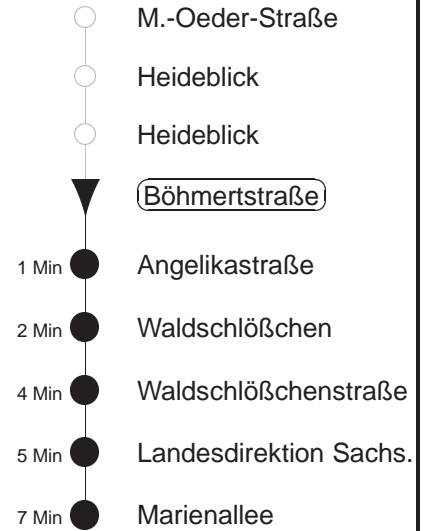 M.-Oeder-Straße
Heideblick
Heideblick
Böhmertstraße
1 Min Angelikastraße
2 Min Waldschlößchen
4 Min Waldschlößchenstraße
5 Min Landesdirektion Sachs.
7 Min Marienallee